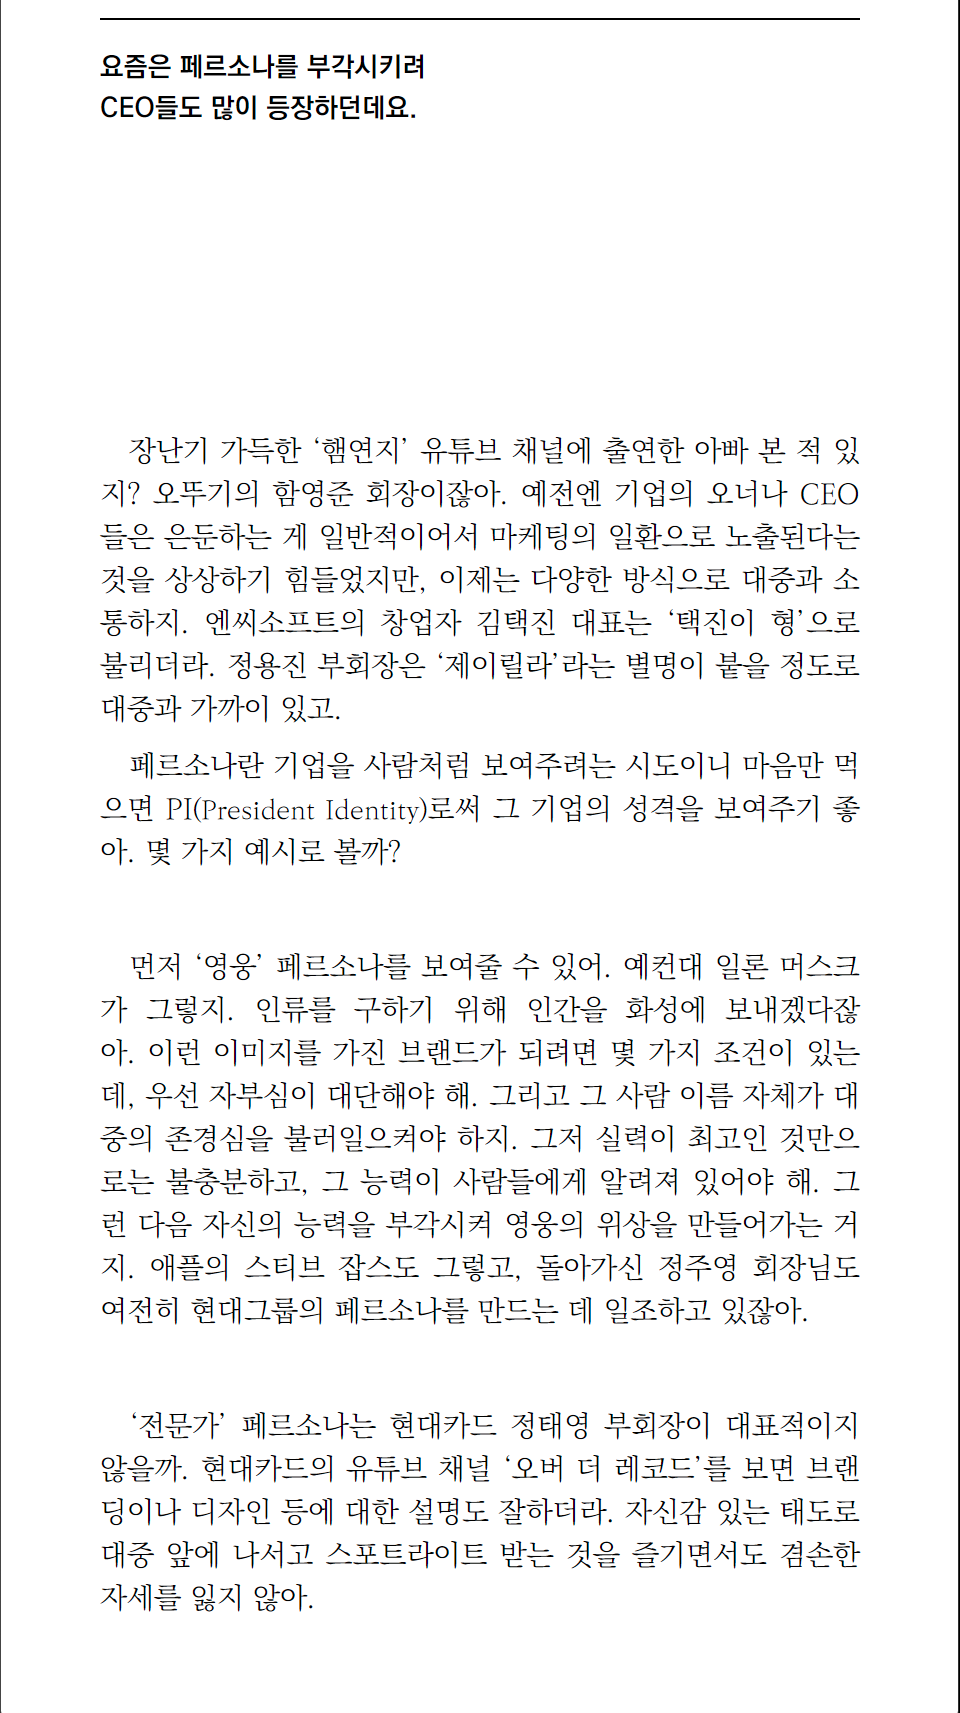 요즘은 페르소나를 부각시키려
CEO들도 많이 등장하던데요.
장난기 가득한 ‘햄연지’ 유튜브 채널에 출연한 아빠 본 적 있
지? 오뚜기의 함영준 회장이잖아. 예전엔 기업의 오너나 CEO
들은 은둔하는 게 일반적이어서 마케팅의 일환으로 노출된다는
것을 상상하기 힘들었지만, 이제는 다양한 방식으로 대중과 소
통하지. 엔씨소프트의 창업자 김택진 대표는 ‘택진이 형’으로
불리더라. 정용진 부회장은 ‘제이릴라’라는 별명이 붙을 정도로
대중과 가까이 있고.
페르소나란 기업을 사람처럼 보여주려는 시도이니 마음만 먹
으면 PI(President Identity)로써 그 기업의 성격을 보여주기 좋
아. 몇 가지 예시로 볼까?
먼저 ‘영웅’ 페르소나를 보여줄 수 있어. 예컨대 일론 머스크
가 그렇지. 인류를 구하기 위해 인간을 화성에 보내겠다잖
아. 이런 이미지를 가진 브랜드가 되려면 몇 가지 조건이 있는
데, 우선 자부심이 대단해야 해. 그리고 그 사람 이름 자체가 대
중의 존경심을 불러일으켜야 하지. 그저 실력이 최고인 것만으
로는 불충분하고, 그 능력이 사람들에게 알려져 있어야 해. 그
런 다음 자신의 능력을 부각시켜 영웅의 위상을 만들어가는 거
지. 애플의 스티브 잡스도 그렇고, 돌아가신 정주영 회장님도
여전히 현대그룹의 페르소나를 만드는 데 일조하고 있잖아.
‘전문가’ 페르소나는 현대카드 정태영 부회장이 대표적이지
않을까. 현대카드의 유튜브 채널 ‘오버 더 레코드’를 보면 브랜
딩이나 디자인 등에 대한 설명도 잘하더라. 자신감 있는 태도로
대중 앞에 나서고 스포트라이트 받는 것을 즐기면서도 겸손한
자세를 잃지 않아.